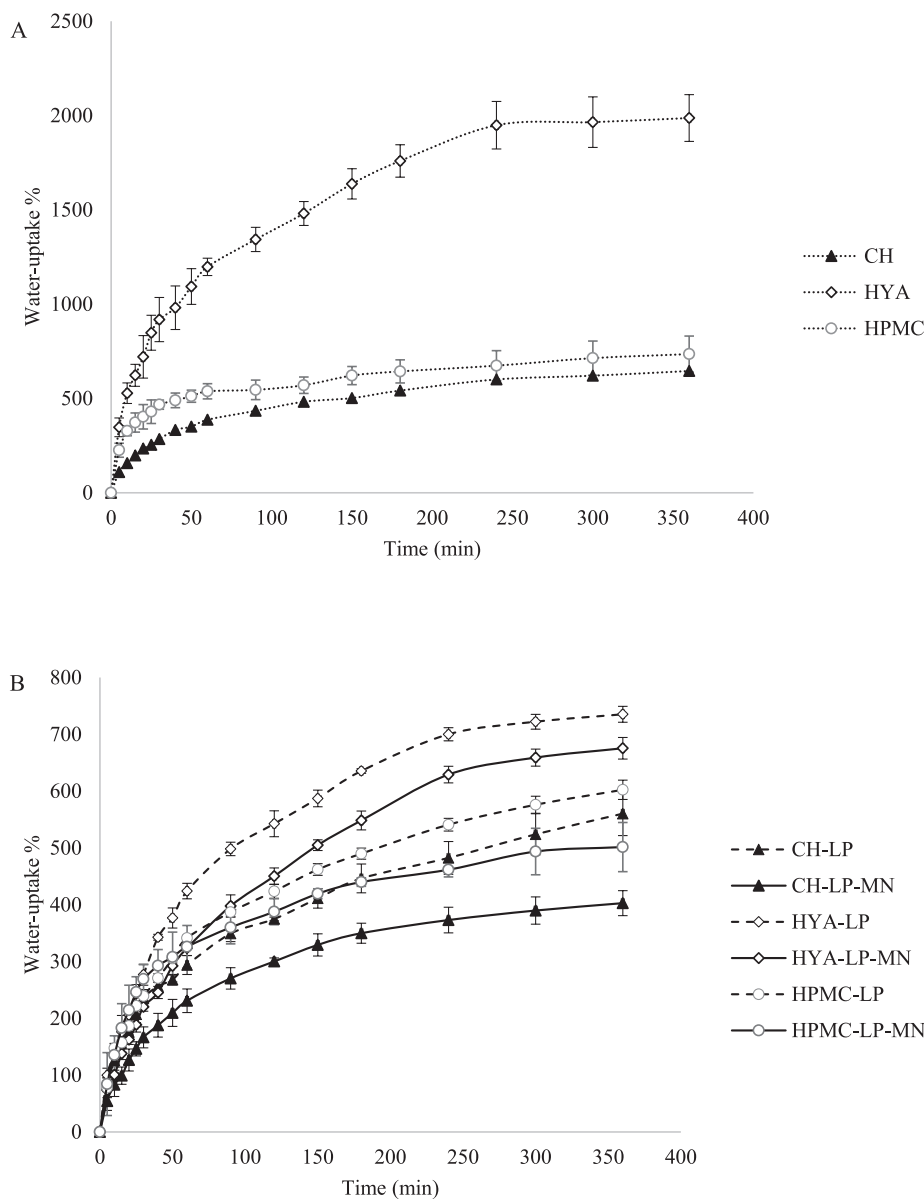 A
2500
2000
1500
1000
500
0
Water-uptake %
0 50 100 150 200 250 300 350 400
Time (min)
CH
HYA
HPMC
B
800
700
600
500
400
300
200
100
0
Water-uptake %
0 50 100 150 200 250 300 350 400
Time (min)
CH-LP
CH-LP-MN
HYA-LP
HYA-LP-MN
HPMC-LP
HPMC-LP-MN